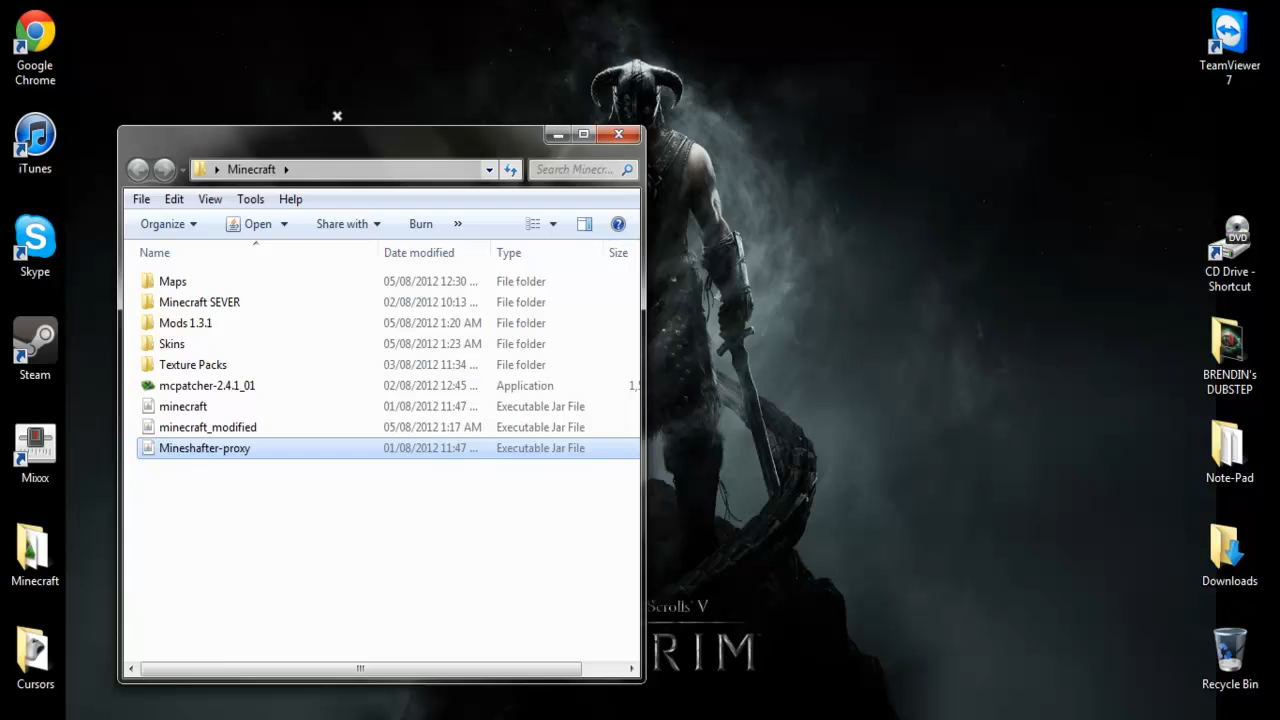 Google
Chrome
iTunes
Skype
Steam
Mixxx
Minecraft
Cursors
Minecraft
Search Minecr...
File Edit View Tools Help
Organize Open Share with Burn »
Name Date modified Type Size
Maps 05/08/2012 12:30 ... File folder
Minecraft SEVER 02/08/2012 10:13 ... File folder
Mods 1.3.1 05/08/2012 1:20 AM File folder
Skins 05/08/2012 1:23 AM File folder
Texture Packs 03/08/2012 11:34 ... File folder
mcpatcher-2.4.1_01 02/08/2012 12:45 ... Application
minecraft 01/08/2012 11:47 ... Executable Jar File
minecraft_modified 05/08/2012 1:17 AM Executable Jar File
Mineshafter-proxy 01/08/2012 11:47 ... Executable Jar File
Scrolls V
RIM
TeamViewer
7
DVD
CD Drive -
Shortcut
BRENDIN's
DUBSTEP
Note-Pad
Downloads
Recycle Bin